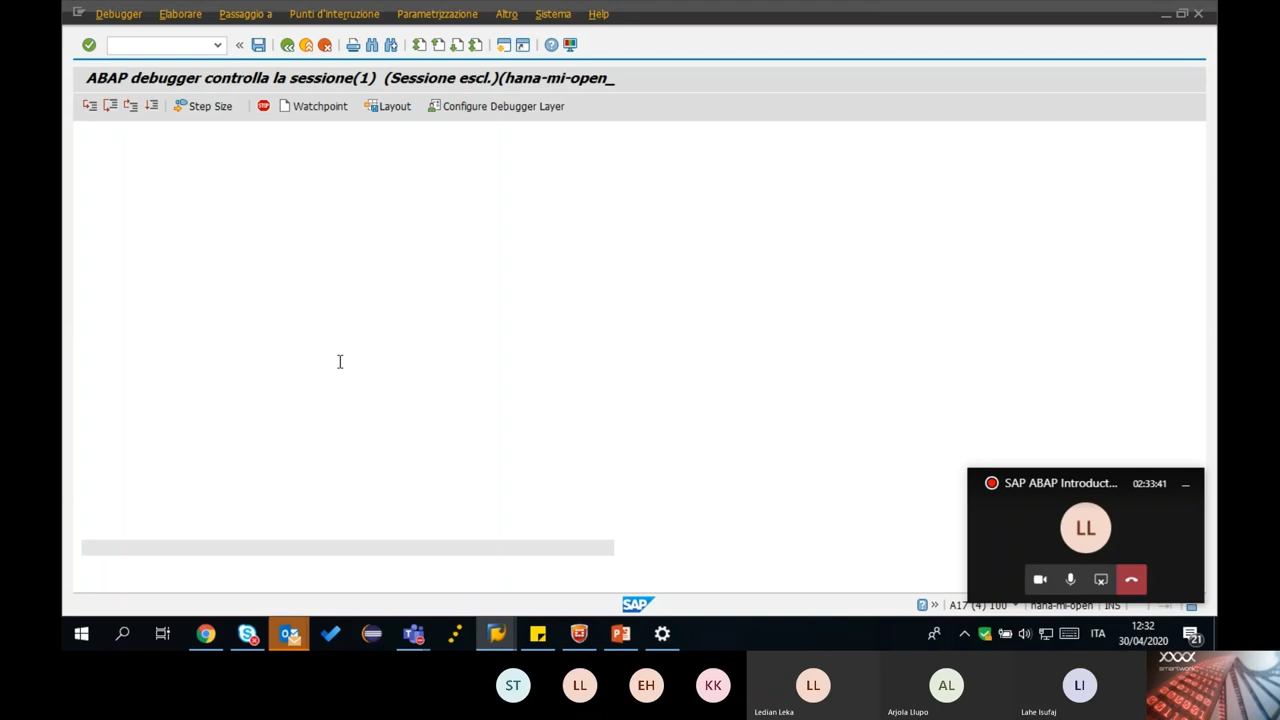 Debugger Elaborare Passaggio a Punti d'interruzione Parametrizzazione Altro Sistema Help
ABAP debugger controlla la sessione(1) (Sessione escl.)(hana-mi-open_
Step Size STOP Watchpoint Layout Configure Debugger Layer
SAP ABAP Introduct... 02:33:41
LL
SAP A17 (4) 100 hana-mi-open INS
ITA 12:32
30/04/2020 21
ST LL EH KK LL AL LI
Ledian Leka Arjola Llupo Lahe Isufaj
XXXX
smartwork